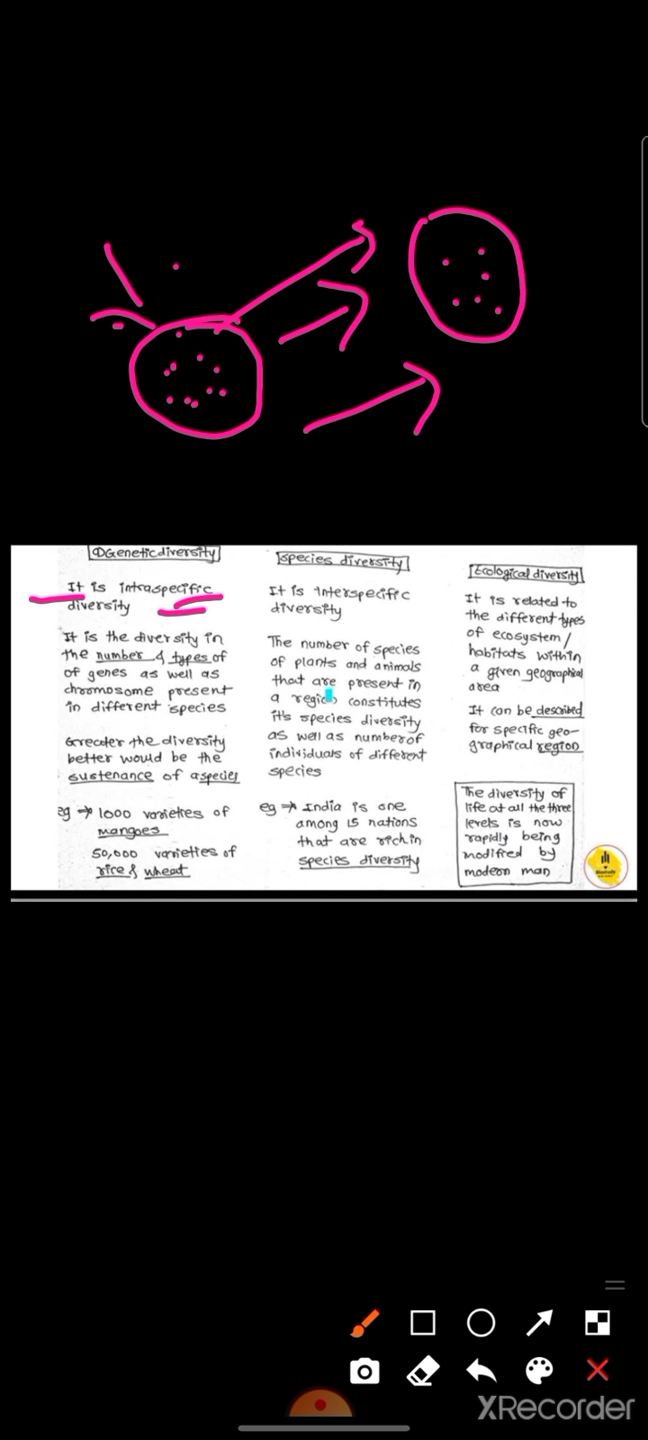 ①Genetic diversity
It is intraspecific
diversity
It is the diversity in
the number & types of
of genes as well as
chromosome present
in different species
Greater the diversity
better would be the
sustenance of a species
eg → 1000 varieties of
mangoes
50,000 varieties of
rice & wheat
species diversity
It is Interspecific
diversity
The number of species
of plants and animals
that are present in
a region constitutes
it's species diversity
as well as number of
individuals of different
species
eg → India is one
among 15 nations
that are rich in
species diversity
Ecological diversity
It is related to
the different types
of ecosystem/
habitats within
a given geographical
area
It can be described
for specific geo-
graphical region
The diversity of
life at all the three
levels is now
rapidly being
modified by
modern man
XRecorder